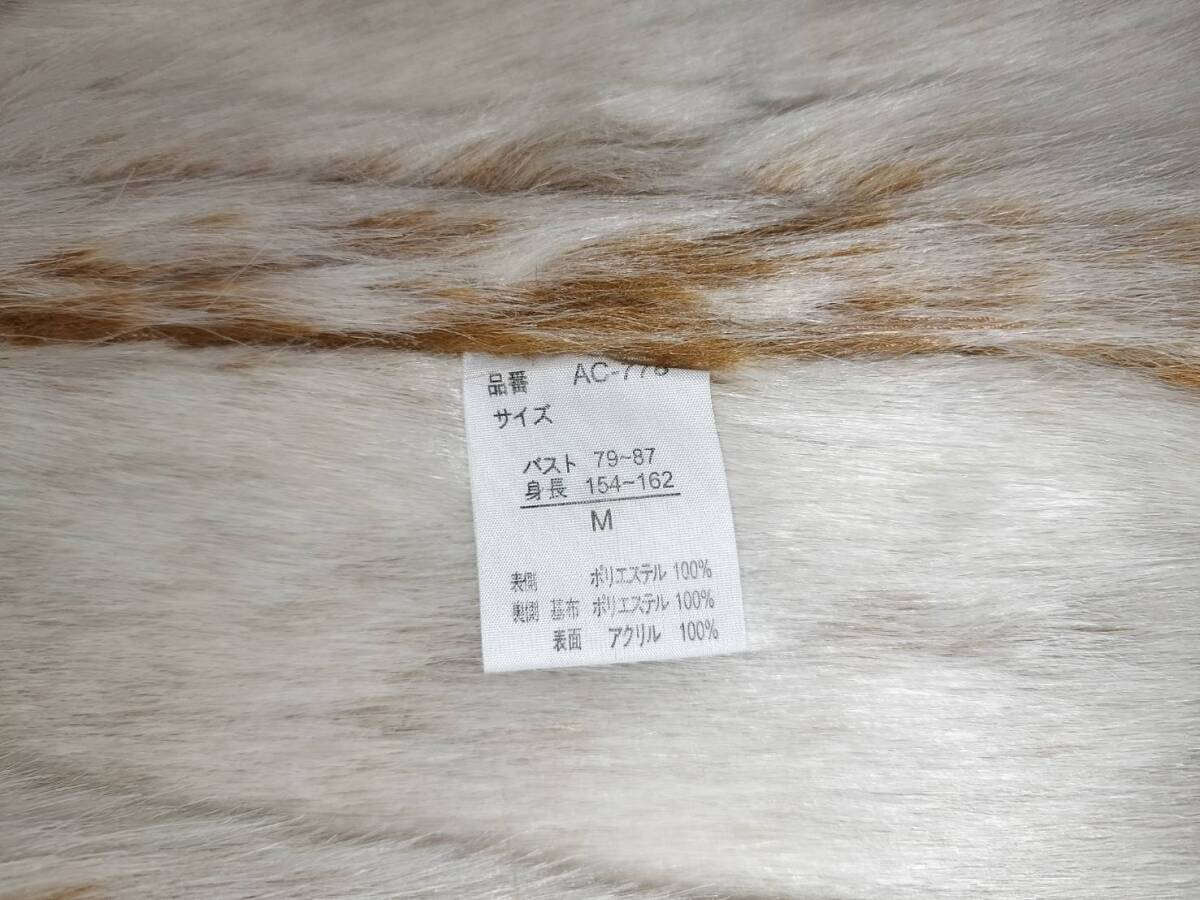 品番 AC-778
サイズ
バスト 79~87
身長 154~162
M
表側 ポリエステル 100%
裏側 基布 ポリエステル 100%
表面 アクリル 100%